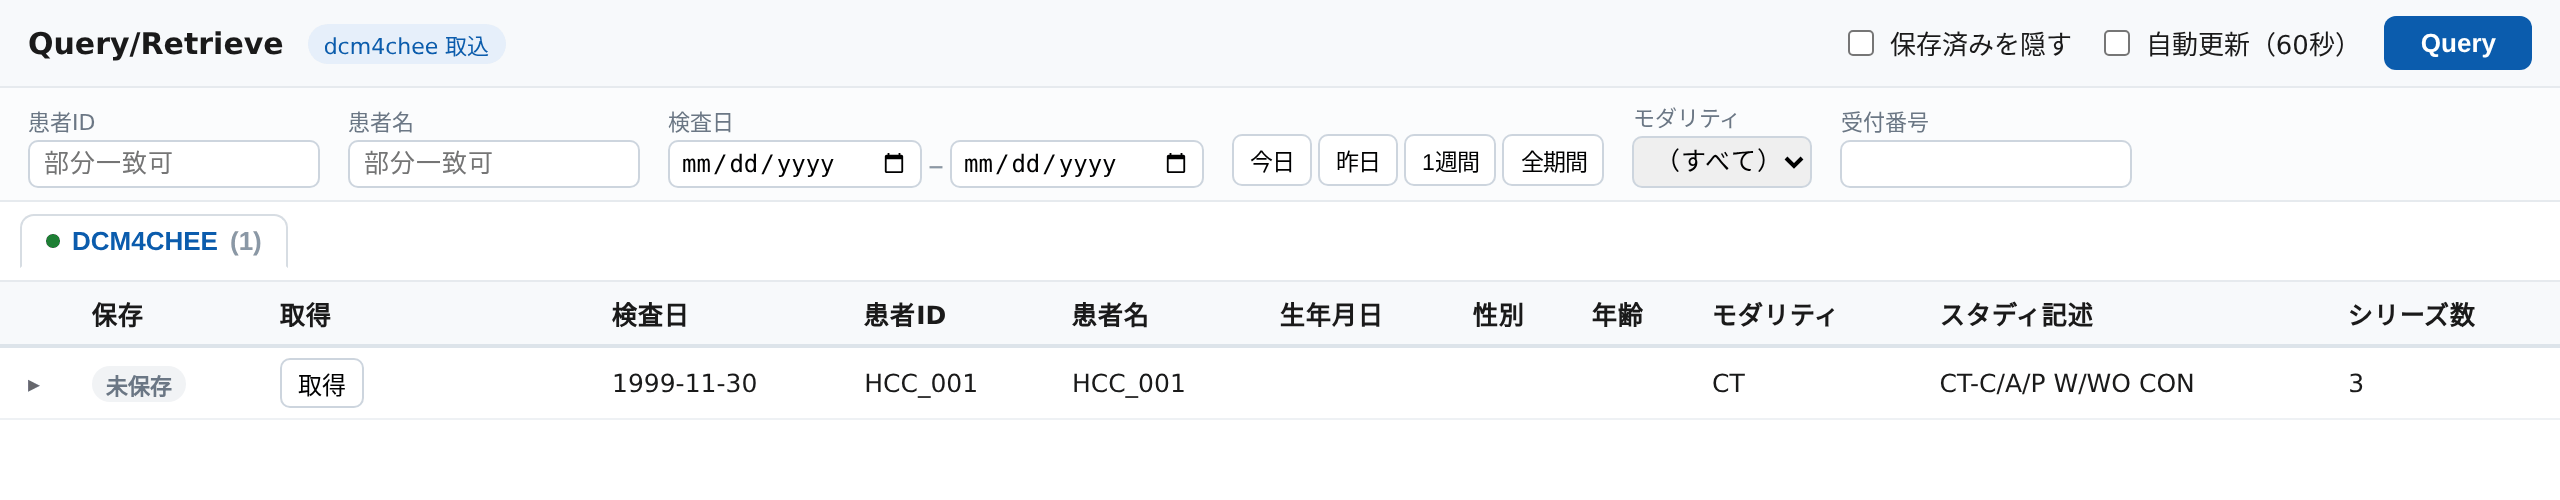 Query/Retrieve dcm4chee 取込 保存済みを隠す 自動更新（60秒） Query
患者ID 患者名 検査日 モダリティ 受付番号
部分一致可 部分一致可 mm/dd/yyyy – mm/dd/yyyy 今日 昨日 1週間 全期間 （すべて）
DCM4CHEE (1)
保存 取得 検査日 患者ID 患者名 生年月日 性別 年齢 モダリティ スタディ記述 シリーズ数
未保存 取得 1999-11-30 HCC_001 HCC_001 CT CT-C/A/P W/WO CON 3